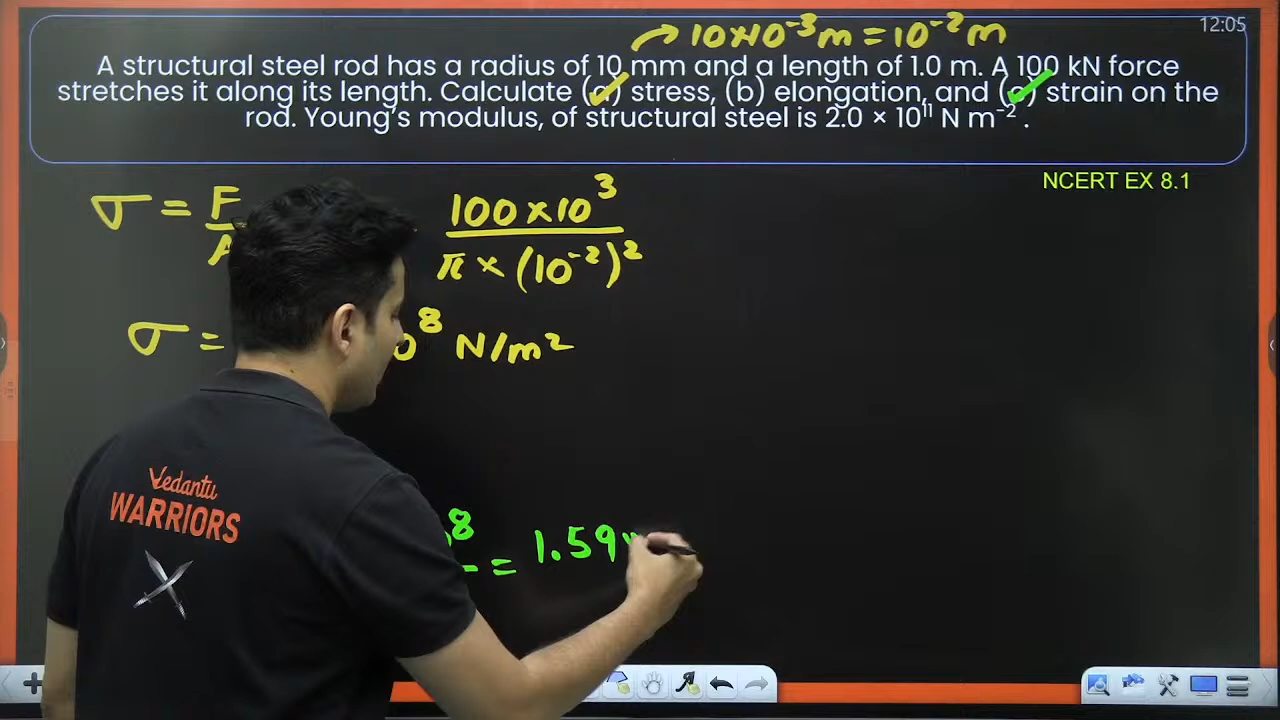 12:05
→ 10×10⁻³m = 10⁻²m
A structural steel rod has a radius of 10 mm and a length of 1.0 m. A 100 kN force
stretches it along its length. Calculate (a) stress, (b) elongation, and (c) strain on the
rod. Young's modulus, of structural steel is 2.0 × 10¹¹ N m⁻² .
NCERT EX 8.1
σ = F/A
100×10³
π × (10⁻²)²
σ =
⁸ N/m²
⁸ = 1.59
Vedantu
WARRIORS